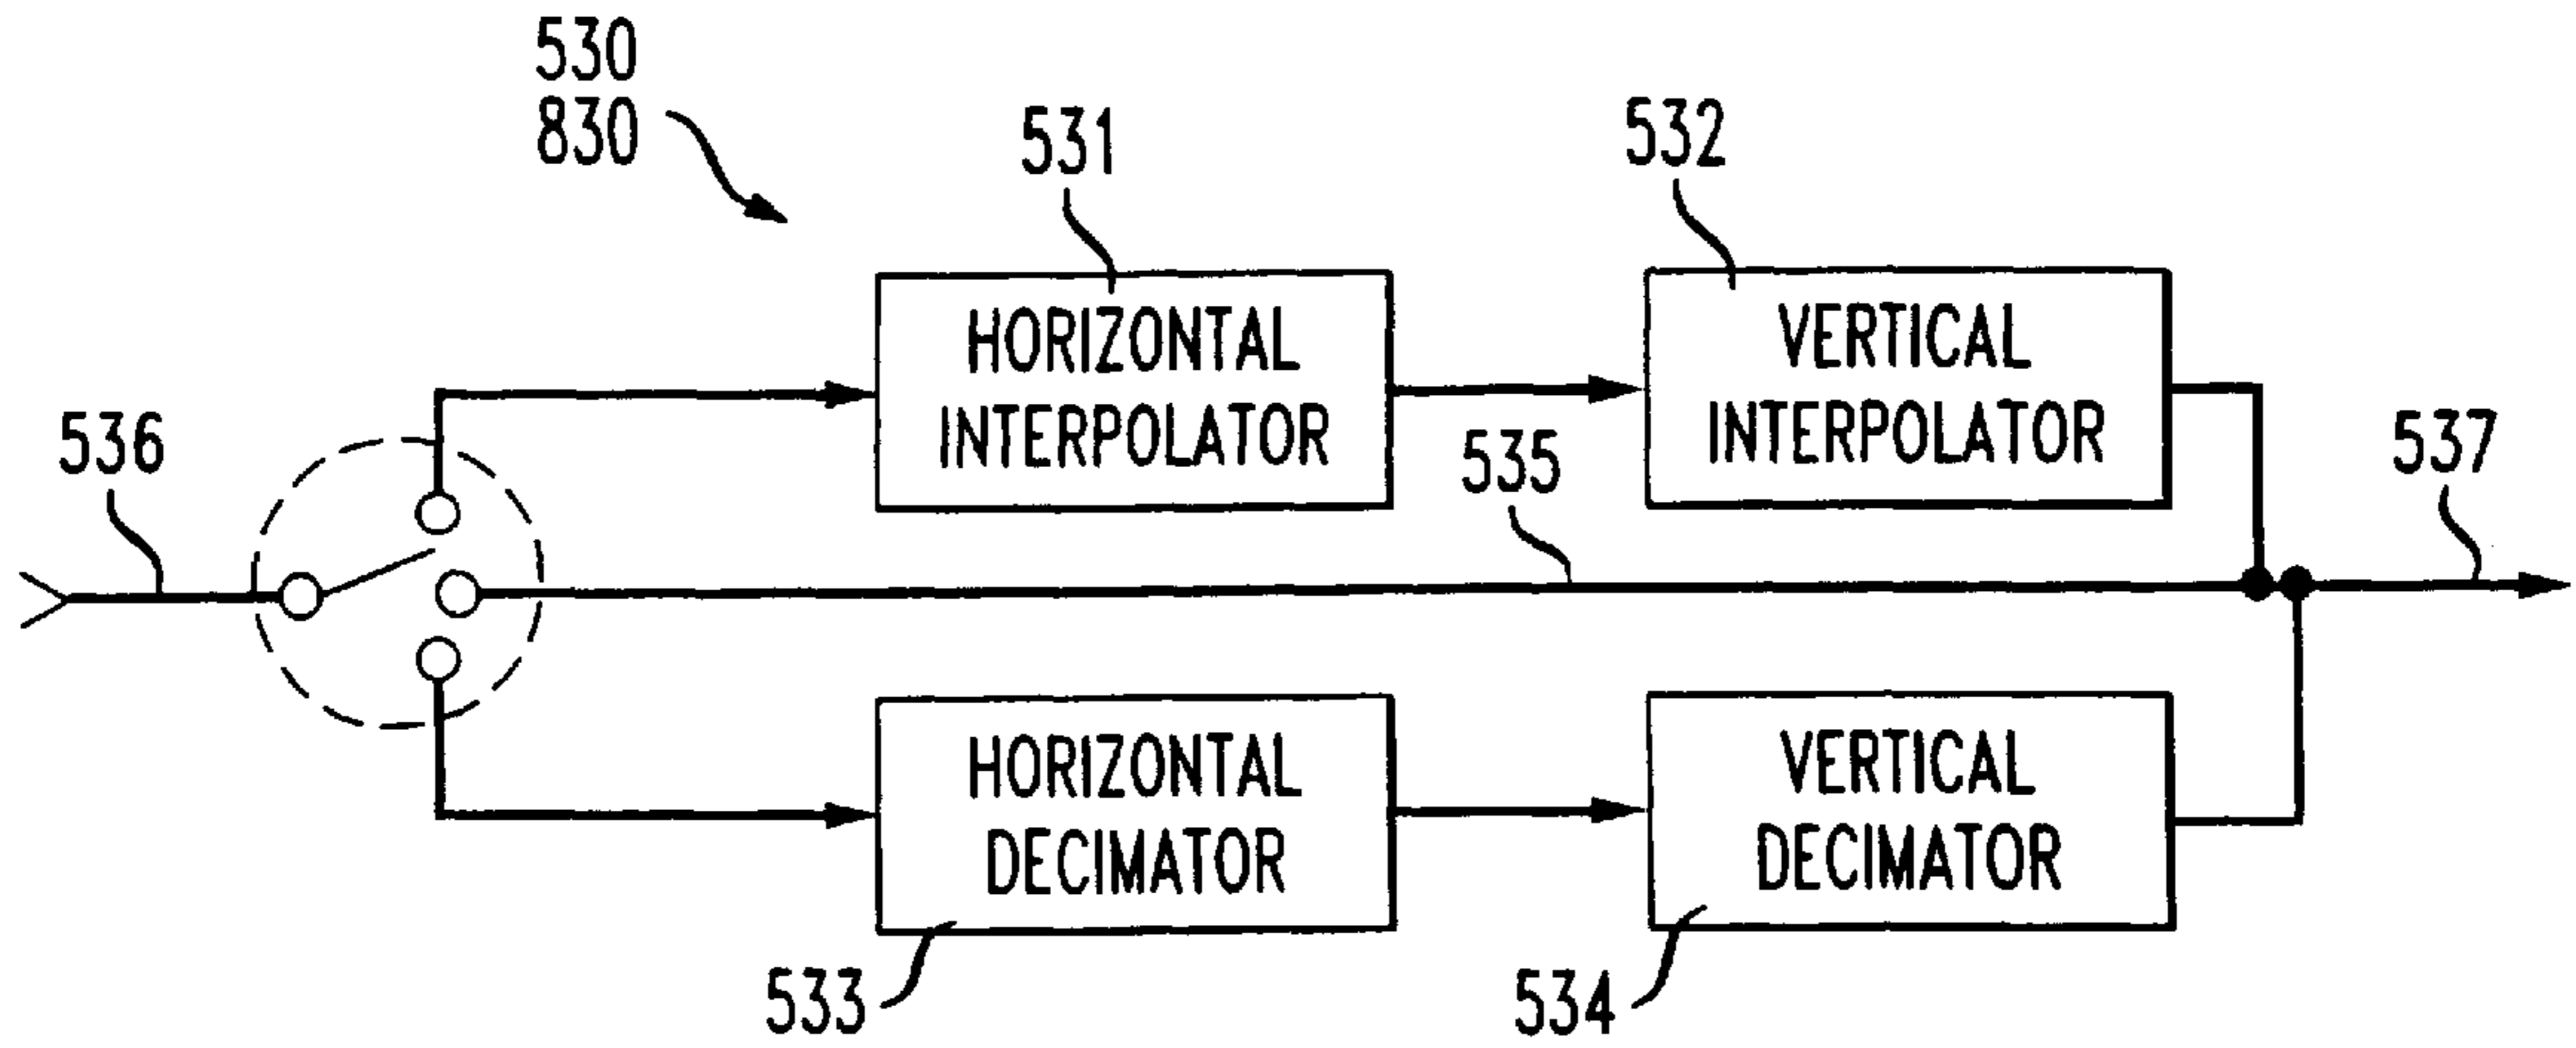 530
830
531
532
HORIZONTAL
INTERPOLATOR
VERTICAL
INTERPOLATOR
536
535
537
HORIZONTAL
DECIMATOR
VERTICAL
DECIMATOR
533
534